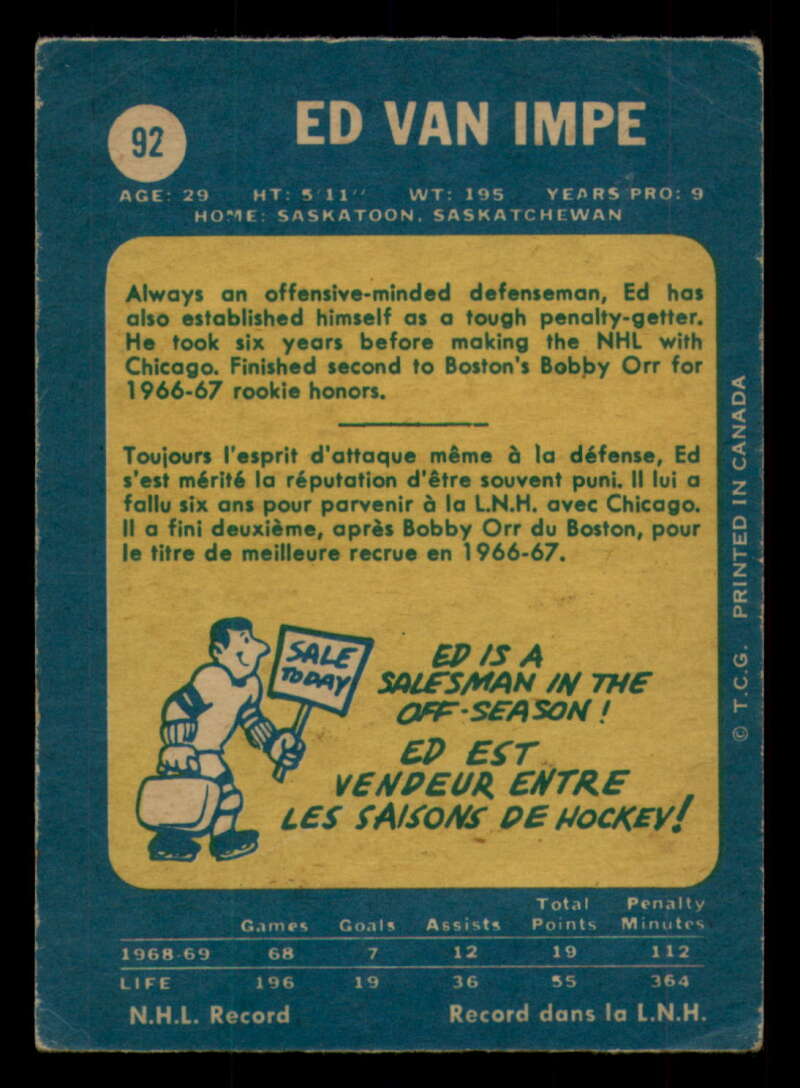 92
ED VAN IMPE
AGE: 29 HT: 5'11" WT: 195 YEARS PRO: 9
HOME: SASKATOON, SASKATCHEWAN
Always an offensive-minded defenseman, Ed has
also established himself as a tough penalty-getter.
He took six years before making the NHL with
Chicago. Finished second to Boston's Bobby Orr for
1966-67 rookie honors.
Toujours l'esprit d'attaque même à la défense, Ed
s'est mérité la réputation d'être souvent puni. Il lui a
fallu six ans pour parvenir à la L.N.H. avec Chicago.
Il a fini deuxième, après Bobby Orr du Boston, pour
le titre de meilleure recrue en 1966-67.
SALE
TODAY
ED IS A
SALESMAN IN THE
OFF-SEASON!
ED EST
VENDEUR ENTRE
LES SAISONS DE HOCKEY!
© T.C.G. PRINTED IN CANADA
Total Penalty
Games Goals Assists Points Minutes
1968-69 68 7 12 19 112
LIFE 196 19 36 55 364
N.H.L. Record Record dans la L.N.H.